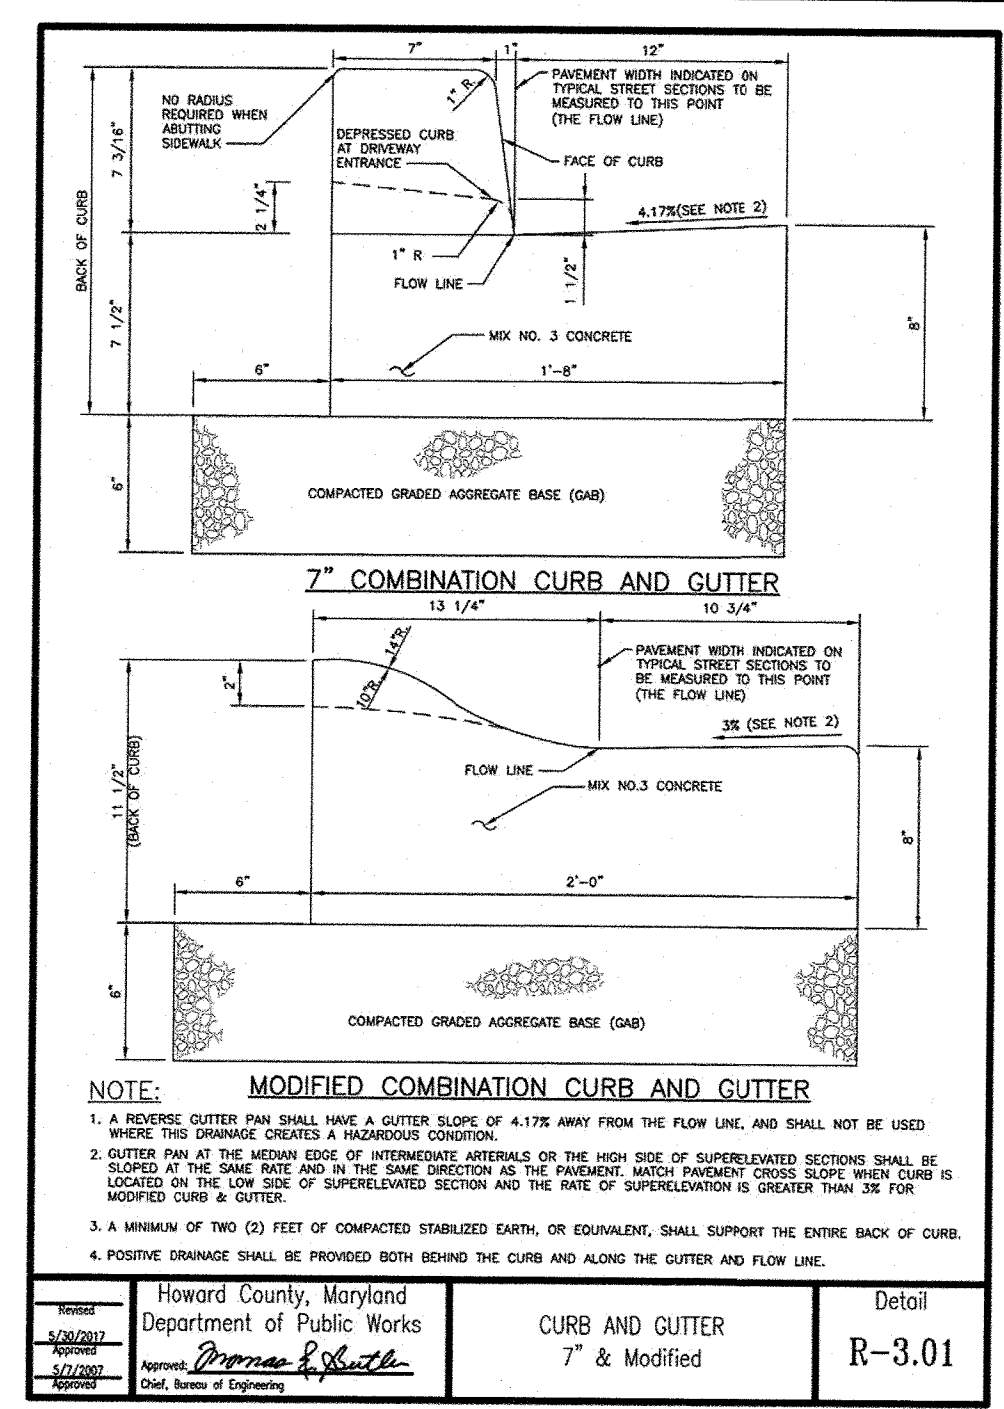 7"
1"
12"
NO RADIUS
REQUIRED WHEN
ABUTTING
SIDEWALK
1" R.
PAVEMENT WIDTH INDICATED ON
TYPICAL STREET SECTIONS TO BE
MEASURED TO THIS POINT
(THE FLOW LINE)
DEPRESSED CURB
AT DRIVEWAY
ENTRANCE
FACE OF CURB
7 3/16"
BACK OF CURB
2 1/4"
4.17%(SEE NOTE 2)
1" R
FLOW LINE
1 1/2"
7 1/2"
8"
MIX NO. 3 CONCRETE
6"
1'-8"
6"
COMPACTED GRADED AGGREGATE BASE (GAB)
7" COMBINATION CURB AND GUTTER
13 1/4"
10 3/4"
14"R.
10"R.
PAVEMENT WIDTH INDICATED ON
TYPICAL STREET SECTIONS TO
BE MEASURED TO THIS POINT
(THE FLOW LINE)
2"
3% (SEE NOTE 2)
FLOW LINE
MIX NO.3 CONCRETE
11 1/2"
(BACK OF CURB)
8"
6"
2'-0"
6"
COMPACTED GRADED AGGREGATE BASE (GAB)
MODIFIED COMBINATION CURB AND GUTTER
NOTE:
1. A REVERSE GUTTER PAN SHALL HAVE A GUTTER SLOPE OF 4.17% AWAY FROM THE FLOW LINE, AND SHALL NOT BE USED
WHERE THIS DRAINAGE CREATES A HAZARDOUS CONDITION.
2. GUTTER PAN AT THE MEDIAN EDGE OF INTERMEDIATE ARTERIALS OR THE HIGH SIDE OF SUPERELEVATED SECTIONS SHALL BE
SLOPED AT THE SAME RATE AND IN THE SAME DIRECTION AS THE PAVEMENT. MATCH PAVEMENT CROSS SLOPE WHEN CURB IS
LOCATED ON THE LOW SIDE OF SUPERELEVATED SECTION AND THE RATE OF SUPERELEVATION IS GREATER THAN 3% FOR
MODIFIED CURB & GUTTER.
3. A MINIMUM OF TWO (2) FEET OF COMPACTED STABILIZED EARTH, OR EQUIVALENT, SHALL SUPPORT THE ENTIRE BACK OF CURB.
4. POSITIVE DRAINAGE SHALL BE PROVIDED BOTH BEHIND THE CURB AND ALONG THE GUTTER AND FLOW LINE.
Revised
5/30/2017
Approved
5/7/2007
Approved
Howard County, Maryland
Department of Public Works
Approved: Thomas E. Butler
Chief, Bureau of Engineering
CURB AND GUTTER
7" & Modified
Detail
R-3.01